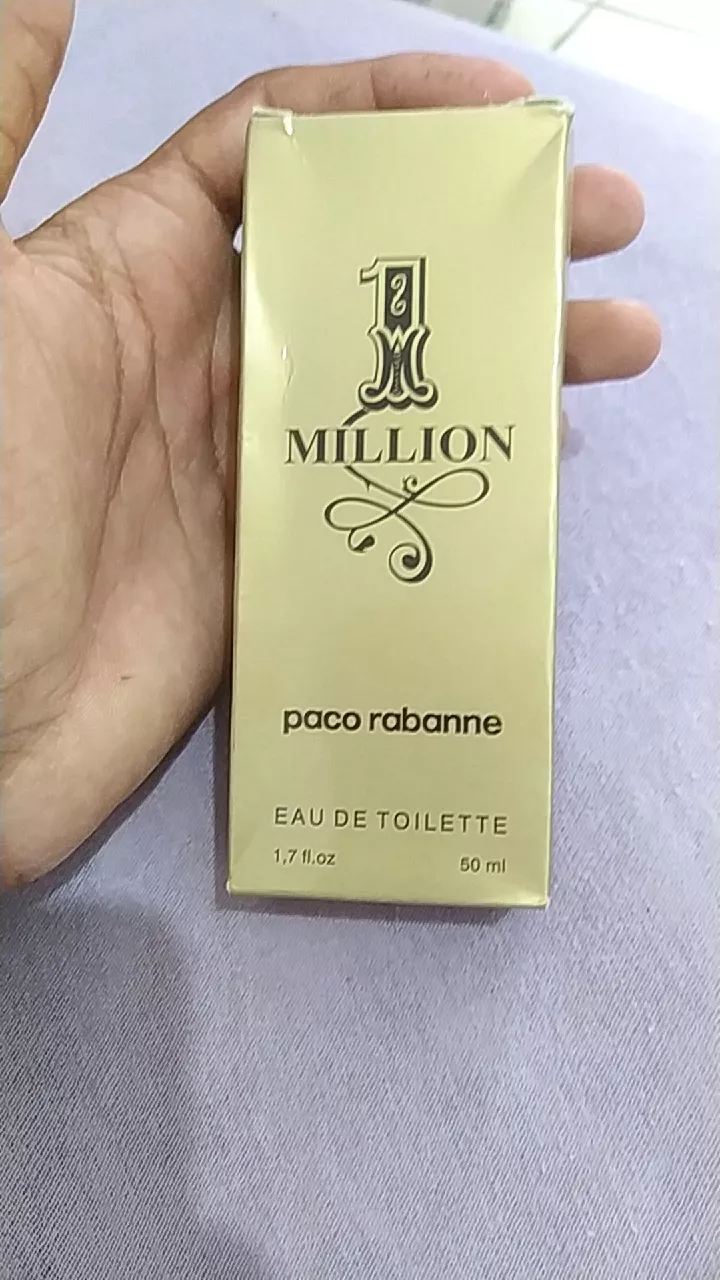 1
MILLION
paco rabanne
EAU DE TOILETTE
1,7 fl.oz 50 ml